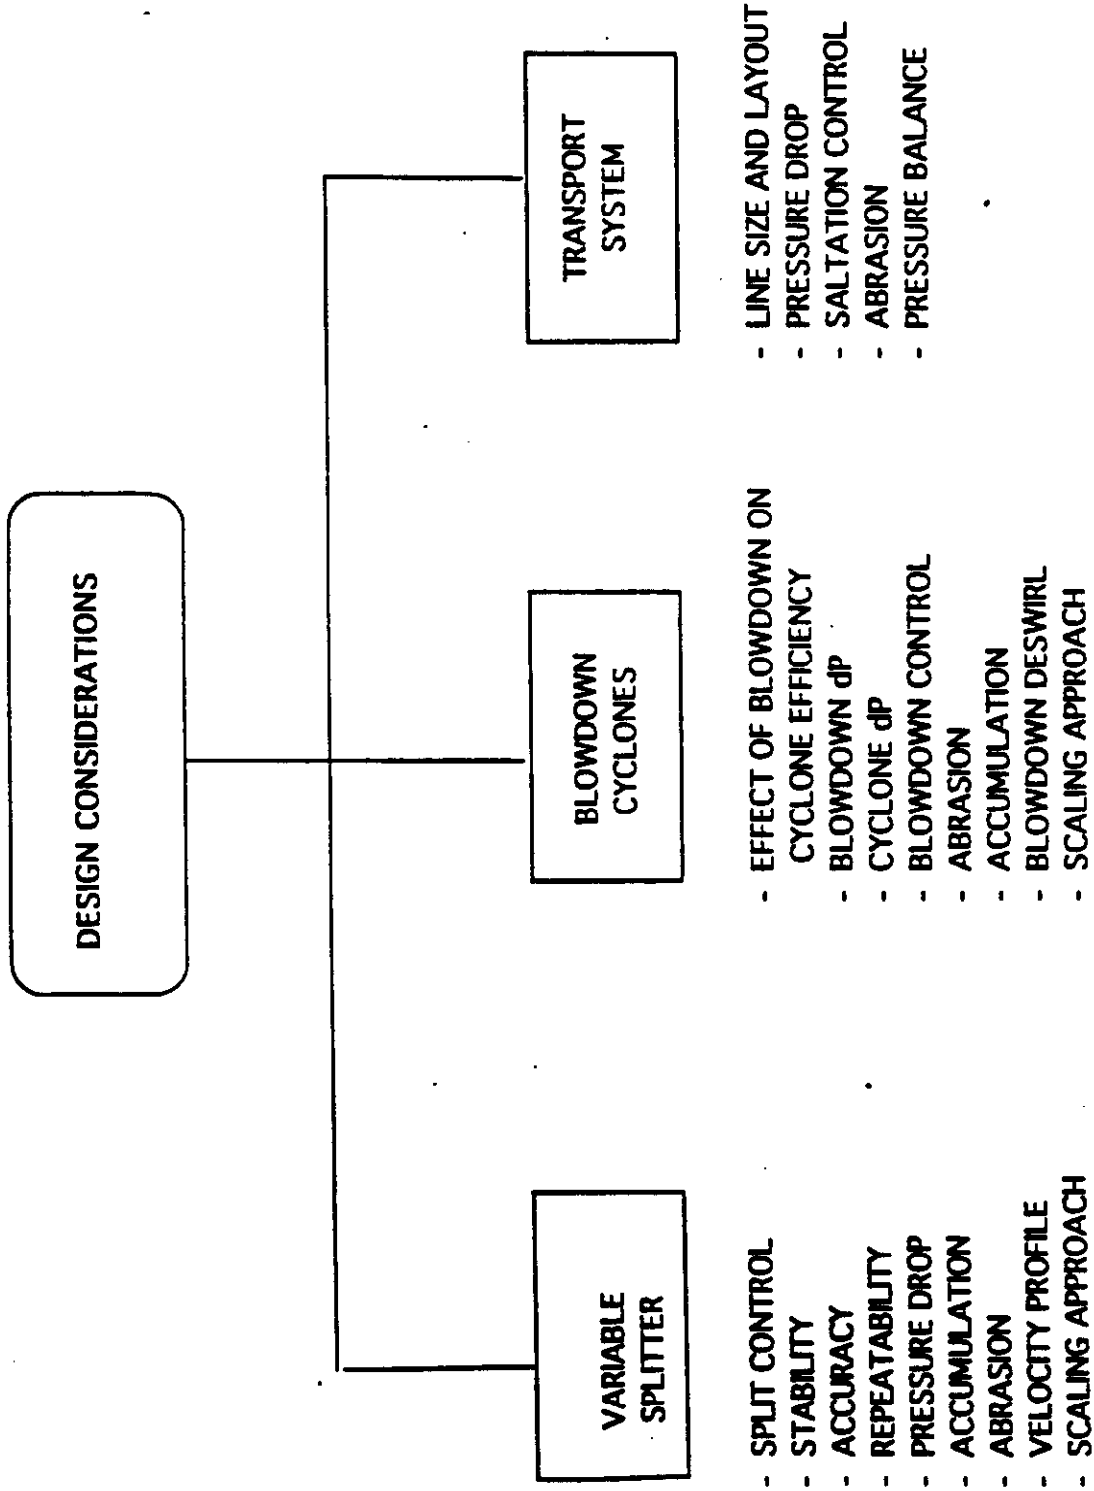 DESIGN CONSIDERATIONS
VARIABLE
SPLITTER
- SPLIT CONTROL
- STABILITY
- ACCURACY
- REPEATABILITY
- PRESSURE DROP
- ACCUMULATION
- ABRASION
- VELOCITY PROFILE
- SCALING APPROACH
BLOWDOWN
CYCLONES
- EFFECT OF BLOWDOWN ON
CYCLONE EFFICIENCY
- BLOWDOWN dP
- CYCLONE dP
- BLOWDOWN CONTROL
- ABRASION
- ACCUMULATION
- BLOWDOWN DESWIRL
- SCALING APPROACH
TRANSPORT
SYSTEM
- LINE SIZE AND LAYOUT
- PRESSURE DROP
- SALTATION CONTROL
- ABRASION
- PRESSURE BALANCE